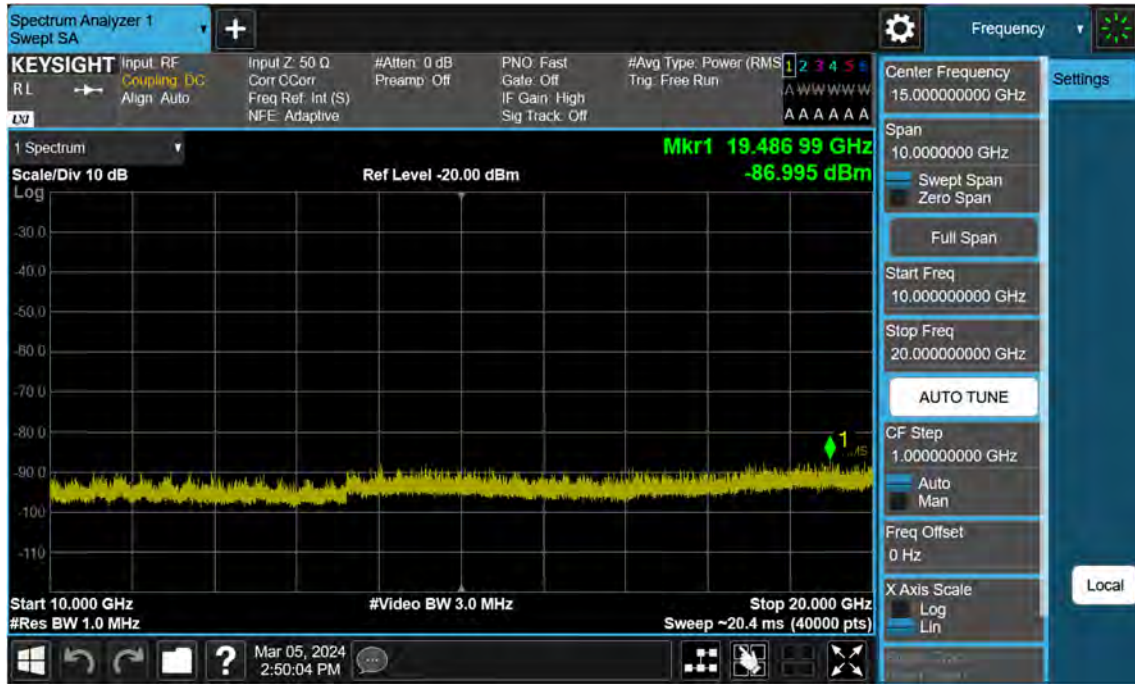 Spectrum Analyzer 1
Swept SA
Frequency
KEYSIGHT
R L
LXI
Input: RF
Coupling: DC
Align: Auto
Input Z: 50 Ω
Corr CCorr
Freq Ref: Int (S)
NFE: Adaptive
#Atten: 0 dB
Preamp: Off
PNO: Fast
Gate: Off
IF Gain: High
Sig Track: Off
#Avg Type: Power (RMS
Trig: Free Run
1 2 3 4 5 6
A W W W W W
A A A A A A
1 Spectrum
Scale/Div 10 dB
Ref Level -20.00 dBm
Mkr1 19.486 99 GHz
-86.995 dBm
Log
-30.0
-40.0
-50.0
-60.0
-70.0
-80.0
-90.0
-100
-110
1
Start 10.000 GHz
#Res BW 1.0 MHz
#Video BW 3.0 MHz
Stop 20.000 GHz
Sweep ~20.4 ms (40000 pts)
Mar 05, 2024
2:50:04 PM
?
Center Frequency
15.000000000 GHz
Span
10.0000000 GHz
Swept Span
Zero Span
Full Span
Start Freq
10.000000000 GHz
Stop Freq
20.000000000 GHz
AUTO TUNE
CF Step
1.000000000 GHz
Auto
Man
Freq Offset
0 Hz
X Axis Scale
Log
Lin
Settings
Local